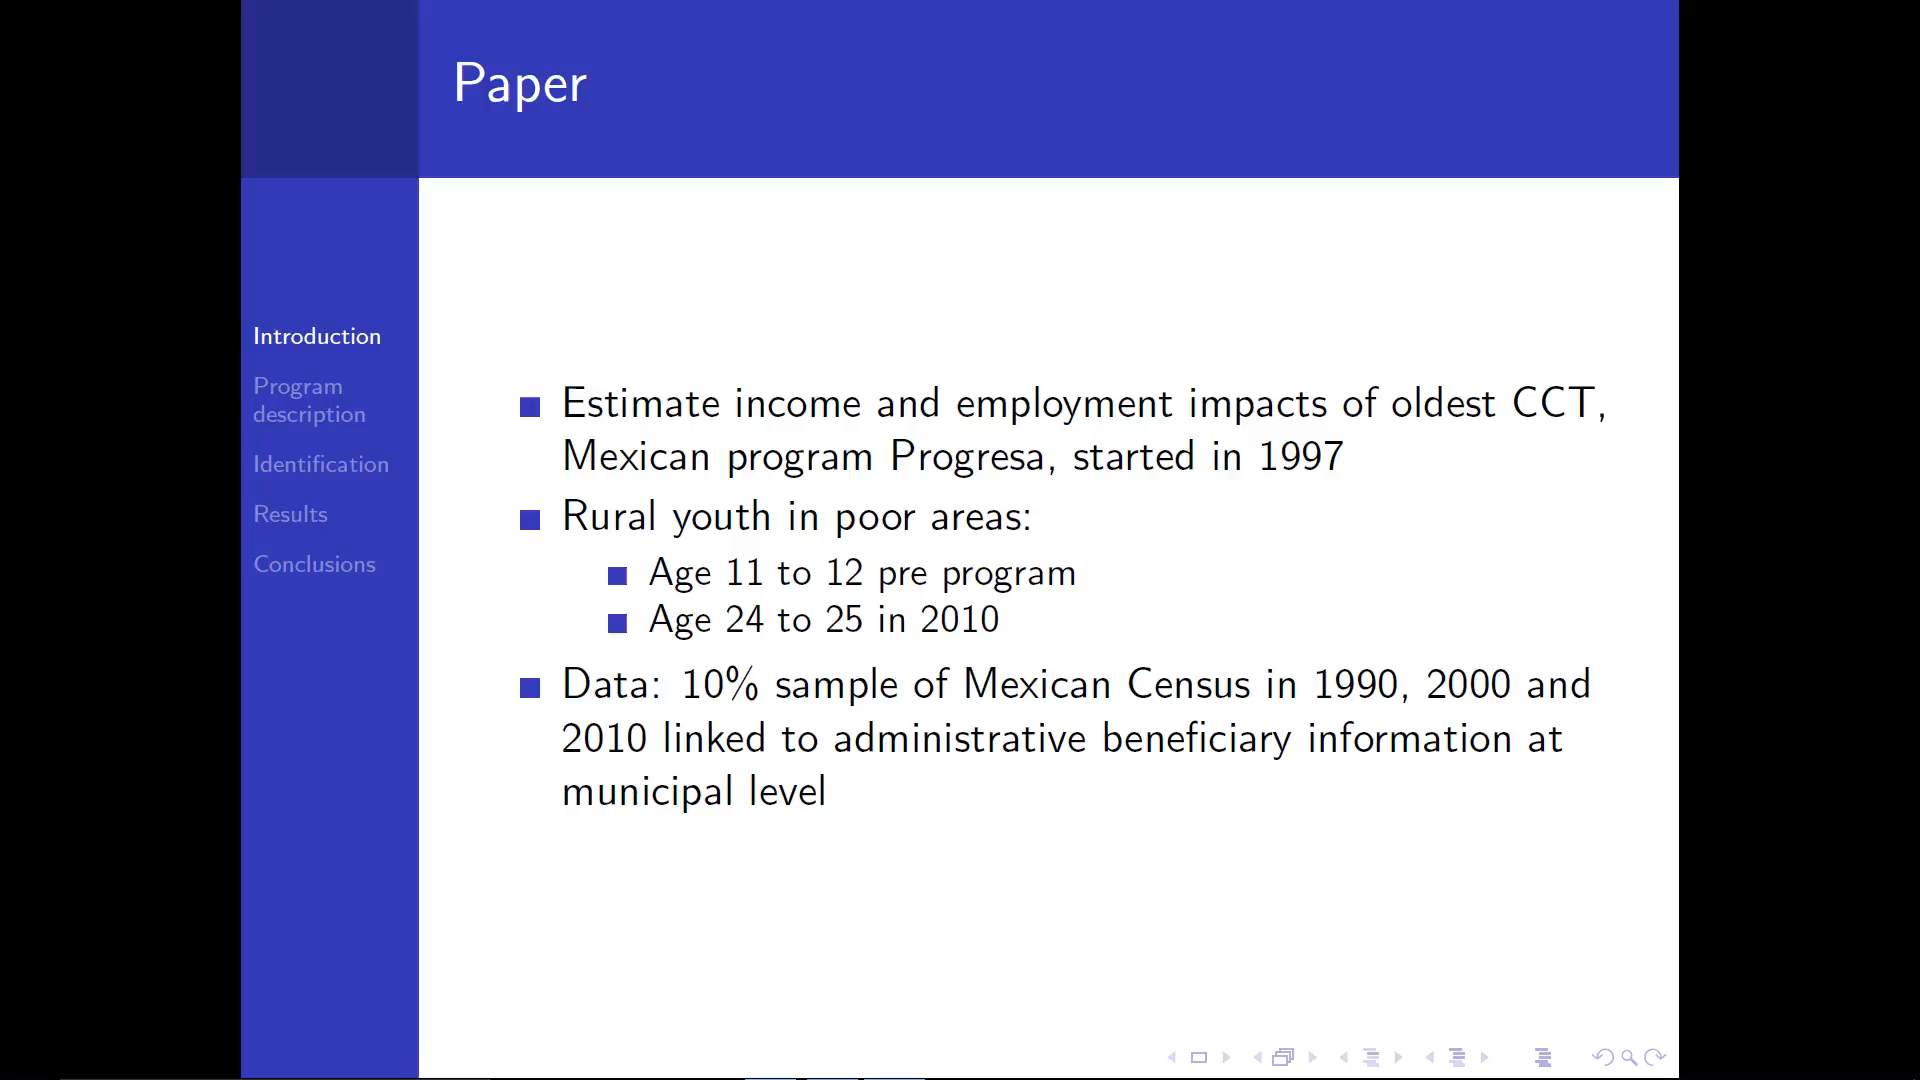 Paper
Introduction
Program
description
Identification
Results
Conclusions
Estimate income and employment impacts of oldest CCT,
Mexican program Progresa, started in 1997
Rural youth in poor areas:
Age 11 to 12 pre program
Age 24 to 25 in 2010
Data: 10% sample of Mexican Census in 1990, 2000 and
2010 linked to administrative beneficiary information at
municipal level